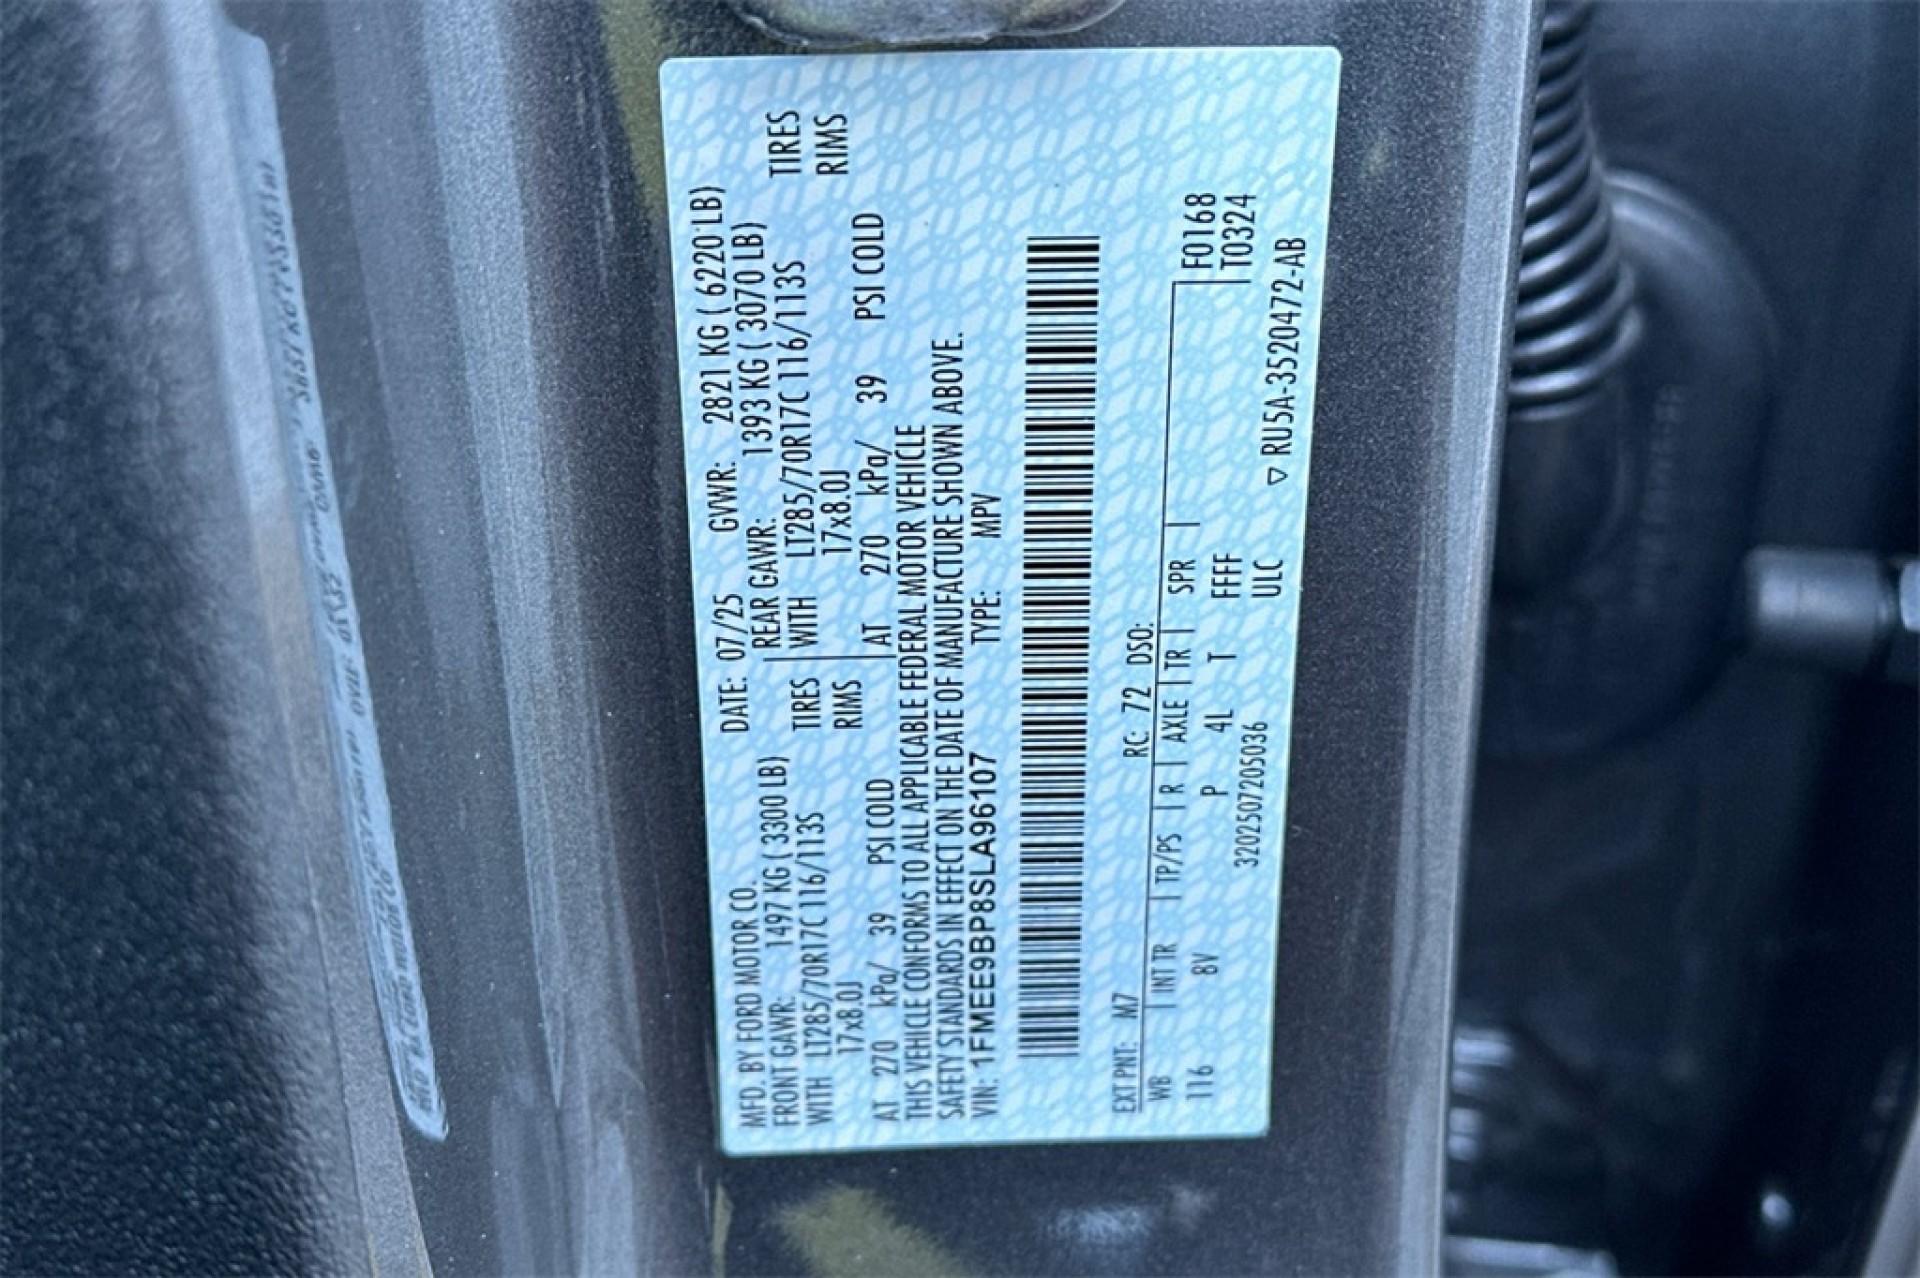 MFD. BY FORD MOTOR CO. DATE: 07/25 GVWR: 2821 KG ( 6220 LB)
FRONT GAWR: 1497 KG ( 3300 LB) REAR GAWR: 1393 KG ( 3070 LB)
WITH LT285/70R17C 116/113S TIRES WITH LT285/70R17C 116/113S TIRES
17x8.0J RIMS 17x8.0J RIMS
AT 270 kPa/ 39 PSI COLD AT 270 kPa/ 39 PSI COLD
THIS VEHICLE CONFORMS TO ALL APPLICABLE FEDERAL MOTOR VEHICLE
SAFETY STANDARDS IN EFFECT ON THE DATE OF MANUFACTURE SHOWN ABOVE.
VIN: 1FMEE9BP8SLA96107 TYPE: MPV
EXT PNT: M7 RC: 72 DSO:
WB INT TR TP/PS R AXLE TR SPR F0168
116 8V P 4L T FFFF T0324
ULC
3202507205036 ▽ RU5A-3520472-AB